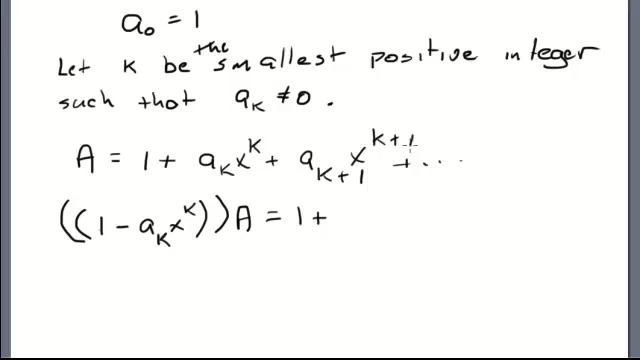 a₀ = 1
Let K be the smallest positive integer
such that a_K ≠ 0.
A = 1 + a_K x^K + a_{K+1} x^{K+1} + ...
((1 - a_K x^K))A = 1 +